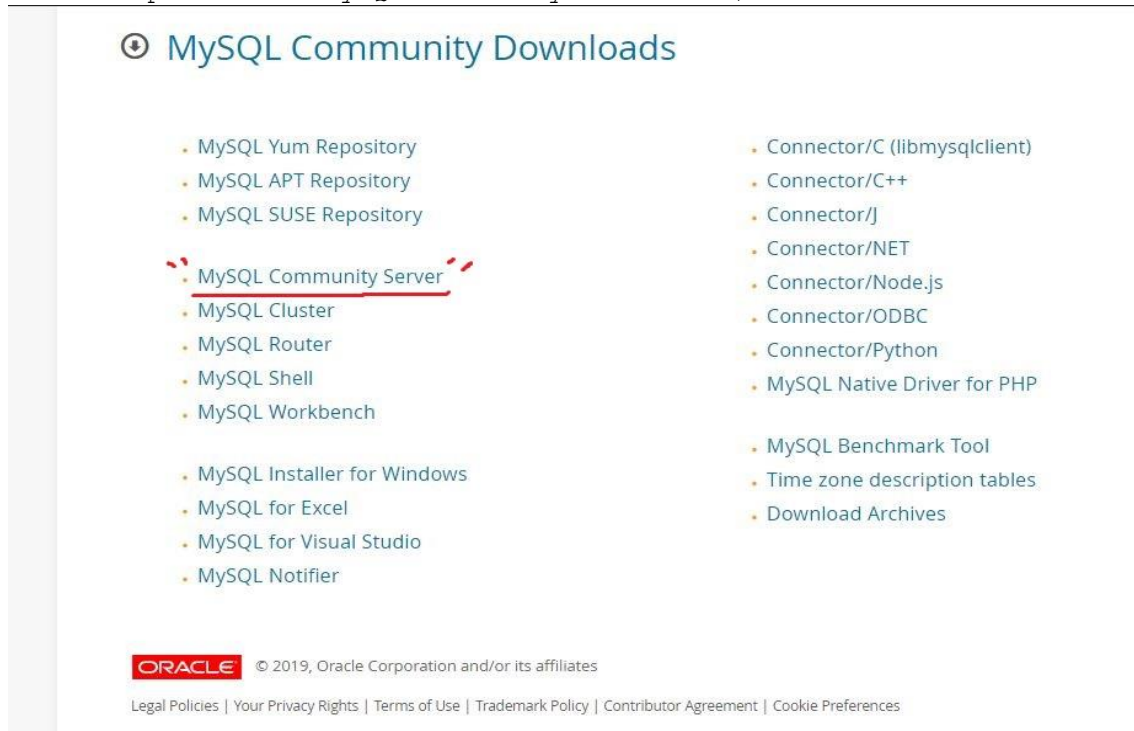 MySQL Community Downloads
MySQL Yum Repository
MySQL APT Repository
MySQL SUSE Repository
MySQL Community Server
MySQL Cluster
MySQL Router
MySQL Shell
MySQL Workbench
MySQL Installer for Windows
MySQL for Excel
MySQL for Visual Studio
MySQL Notifier
Connector/C (libmysqlclient)
Connector/C++
Connector/J
Connector/NET
Connector/Node.js
Connector/ODBC
Connector/Python
MySQL Native Driver for PHP
MySQL Benchmark Tool
Time zone description tables
Download Archives
ORACLE © 2019, Oracle Corporation and/or its affiliates
Legal Policies | Your Privacy Rights | Terms of Use | Trademark Policy | Contributor Agreement | Cookie Preferences